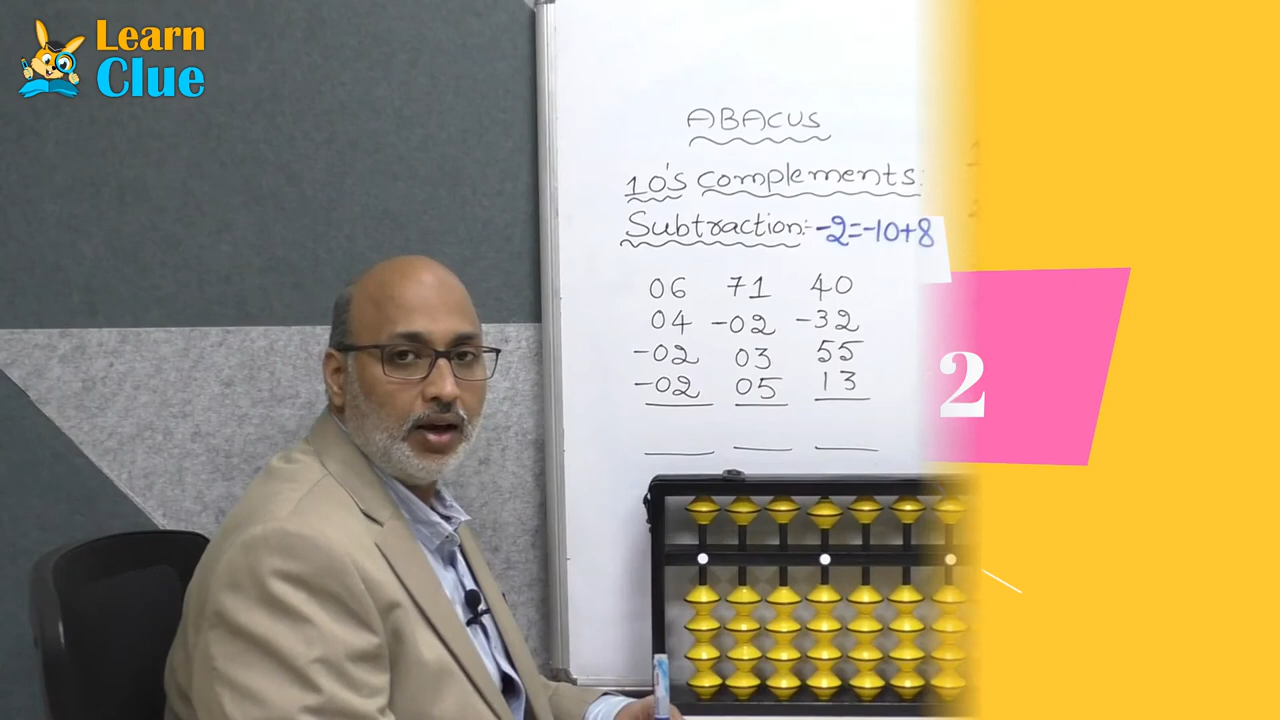 Learn
Clue
ABACUS
10's complements:
Subtraction:- -2=-10+8
06 71 40
04 -02 -32
-02 03 55
-02 05 13
2